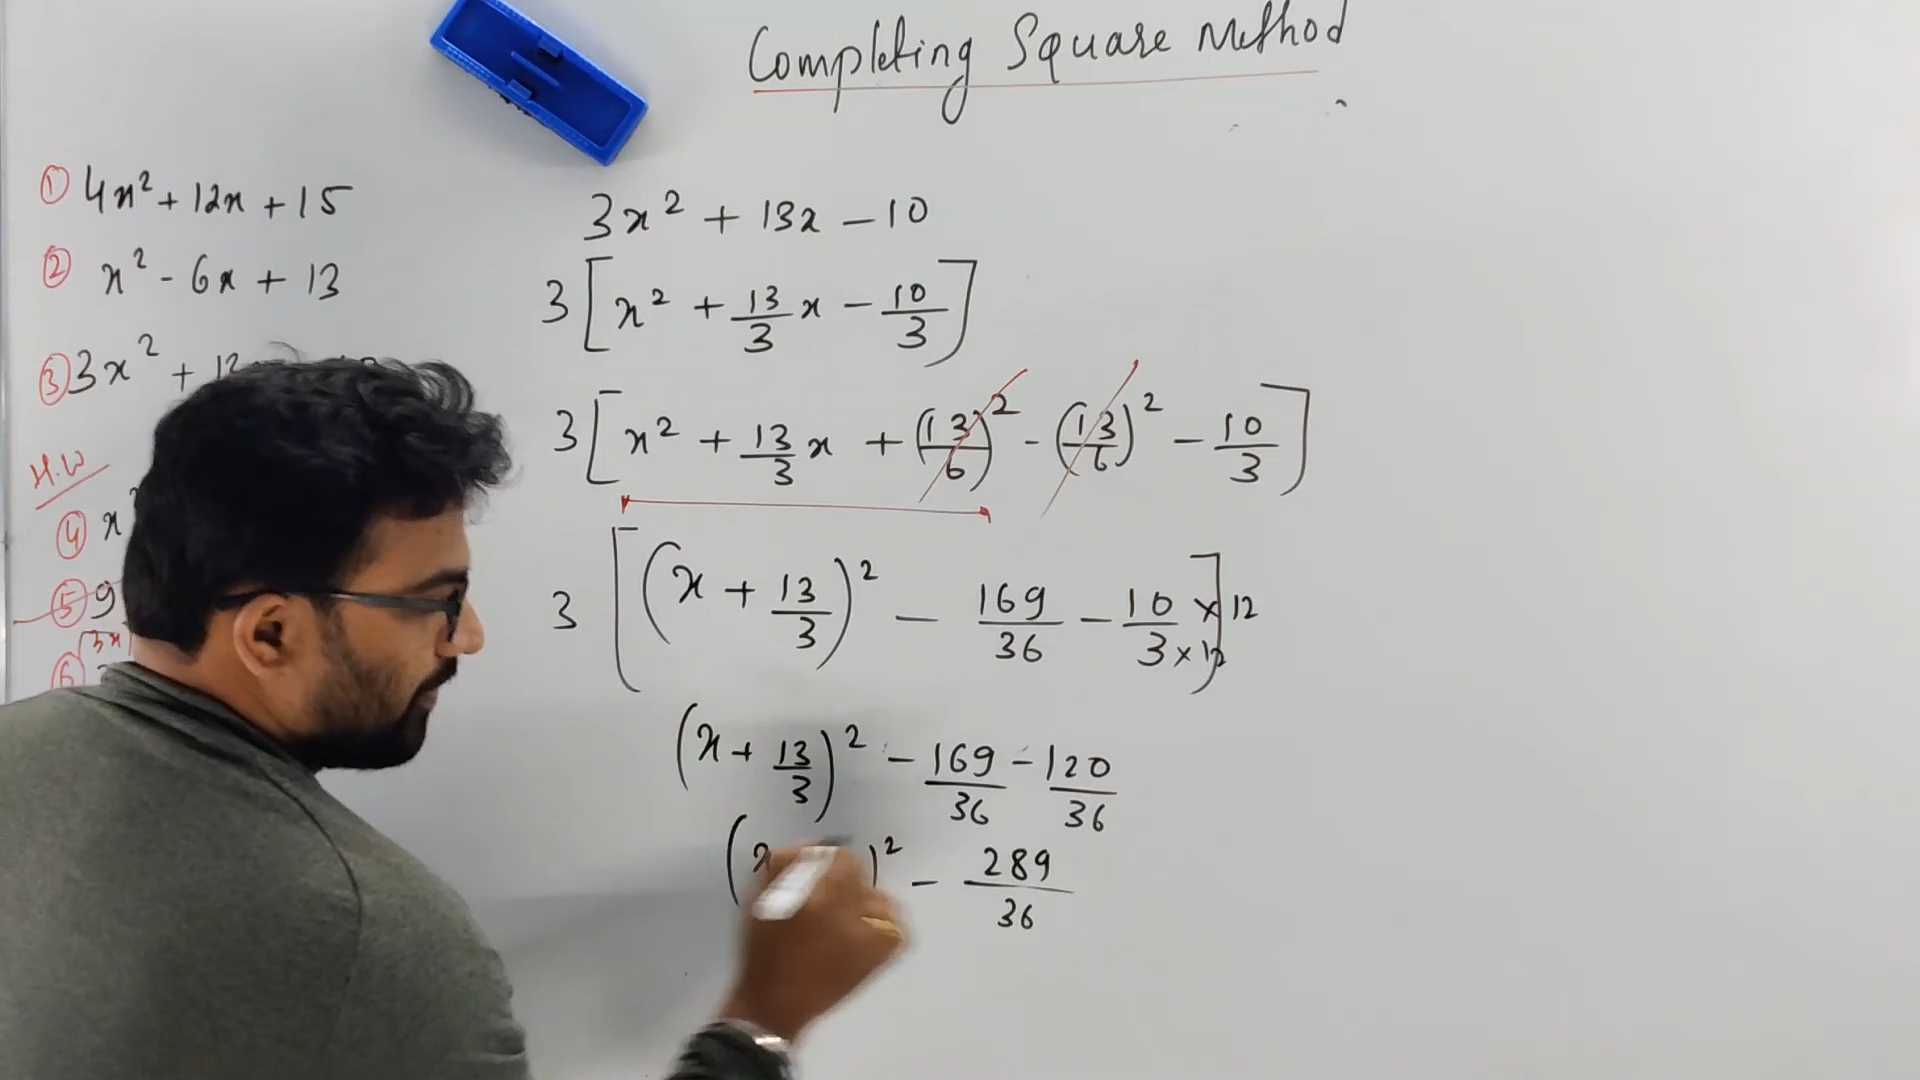 Completing Square Method
① 4x² + 12x + 15
② x² - 6x + 13
③ 3x² +
H.W
④ x
⑤ 9
⑥
3x² + 13x - 10
3[x² + 13/3 x - 10/3]
3[x² + 13/3 x + (13/6)² - (13/6)² - 10/3]
3[(x + 13/3)² - 169/36 - 10/3 × 12/× 12]
(x + 13/3)² - 169/36 - 120/36
(x )² - 289/36